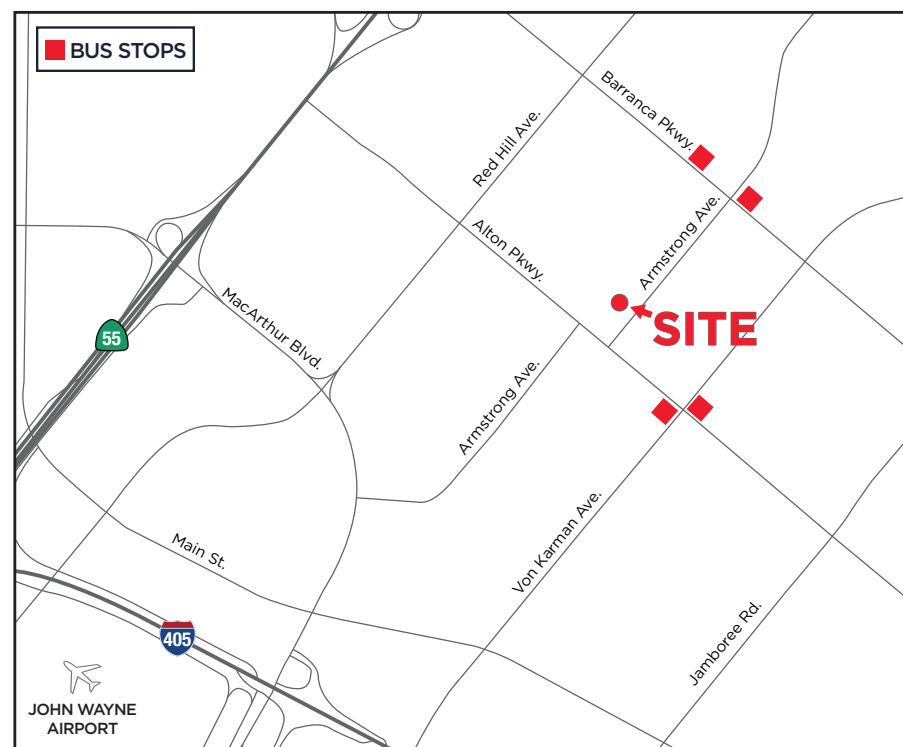 BUS STOPS
Barranca Pkwy.
Red Hill Ave.
Alton Pkwy.
Armstrong Ave.
SITE
MacArthur Blvd.
55
Armstrong Ave.
Von Karman Ave.
Main St.
Jamboree Rd.
405
JOHN WAYNE
AIRPORT